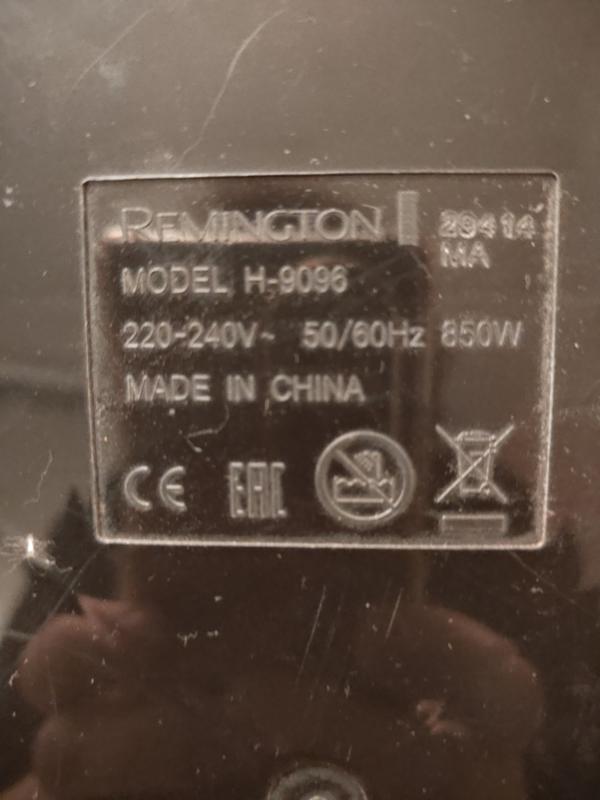 REMINGTON 29414
MA
MODEL H-9096
220-240V~ 50/60Hz 850W
MADE IN CHINA
CE EAC